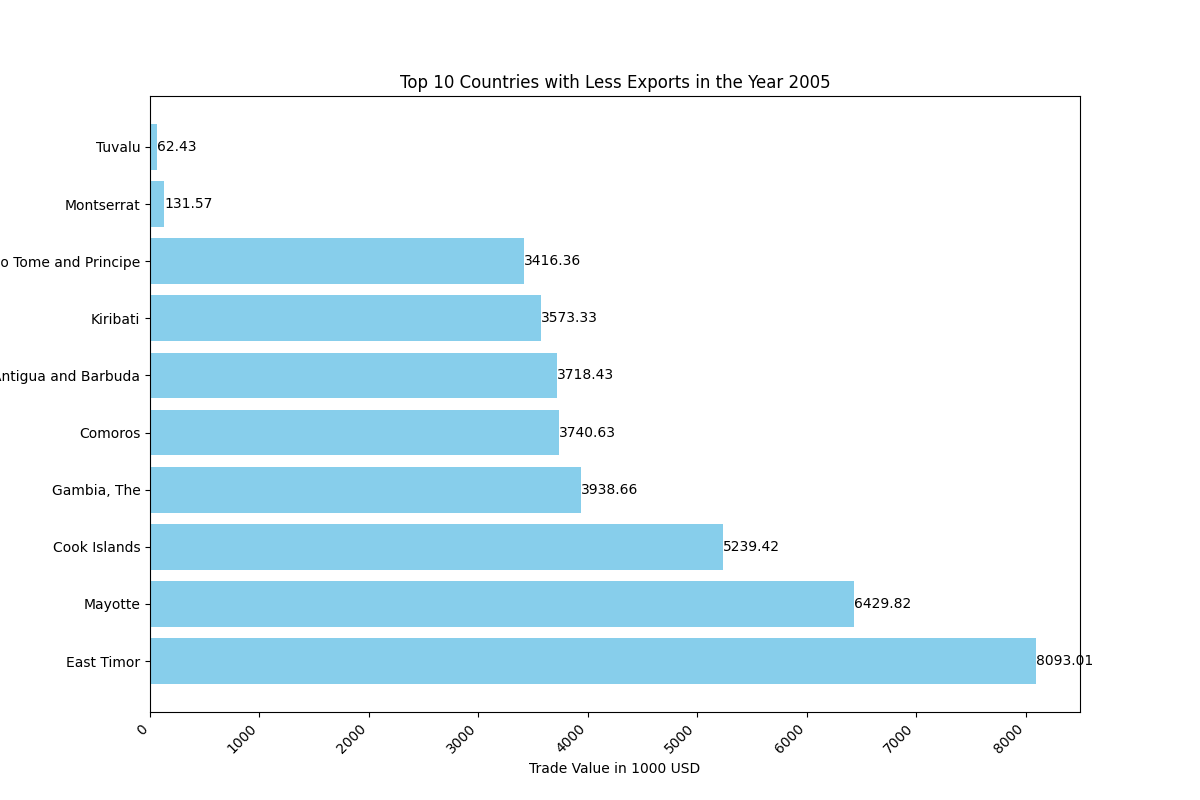 Top 10 Countries with Less Exports in the Year 2005
Tuvalu 62.43
Montserrat 131.57
o Tome and Principe 3416.36
Kiribati 3573.33
Antigua and Barbuda 3718.43
Comoros 3740.63
Gambia, The 3938.66
Cook Islands 5239.42
Mayotte 6429.82
East Timor 8093.01
0 1000 2000 3000 4000 5000 6000 7000 8000
Trade Value in 1000 USD